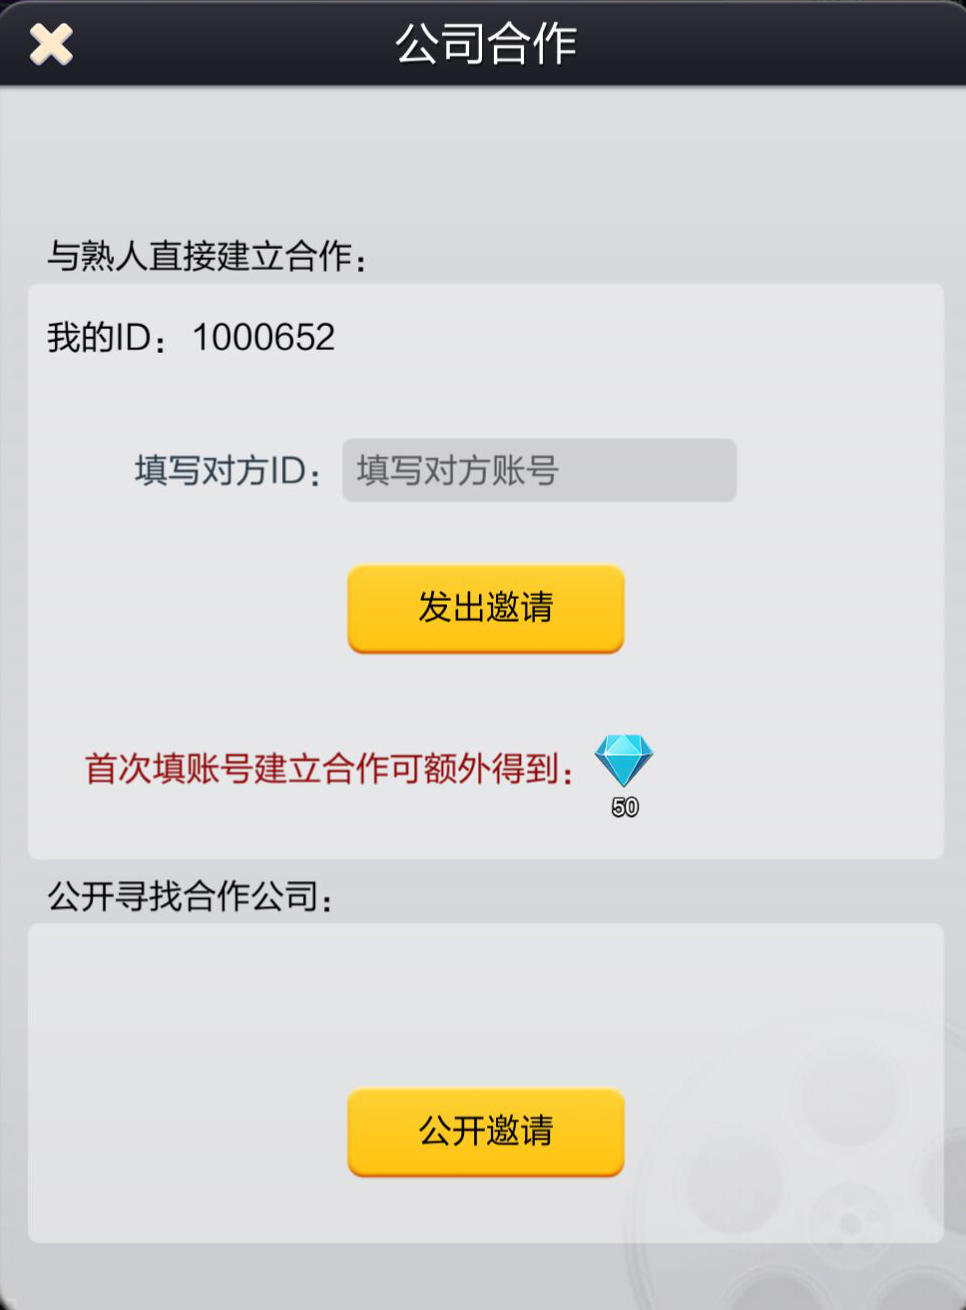 公司合作
与熟人直接建立合作：
我的ID：1000652
填写对方ID：填写对方账号
发出邀请
首次填账号建立合作可额外得到：
50
公开寻找合作公司：
公开邀请